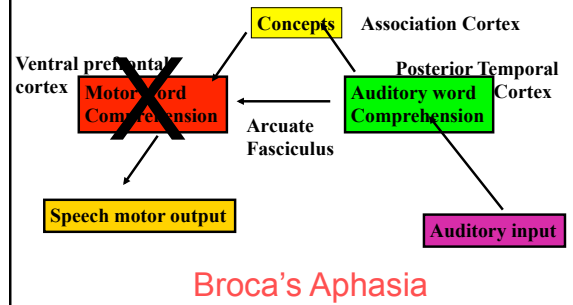 Concepts
Association Cortex
Ventral prefrontal
cortex
Posterior Temporal
Cortex
Motor word
Comprehension
Auditory word
Comprehension
Arcuate
Fasciculus
Speech motor output
Auditory input
Broca's Aphasia